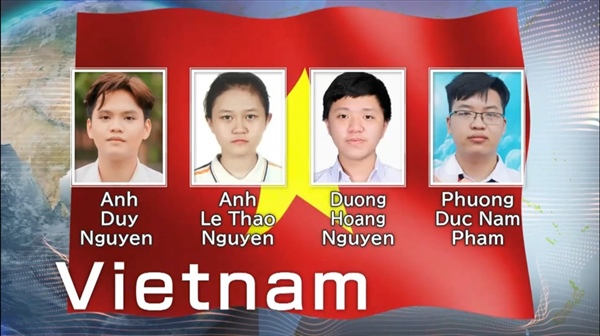 Anh
Duy
Nguyen
Anh
Le Thao
Nguyen
Duong
Hoang
Nguyen
Phuong
Duc Nam
Pham
Vietnam